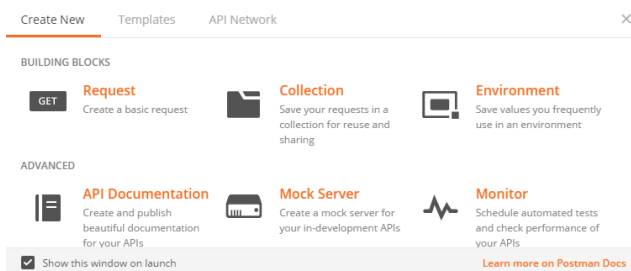 Create New Templates API Network
BUILDING BLOCKS
GET
Request
Create a basic request
Collection
Save your requests in a
collection for reuse and
sharing
Environment
Save values you frequently
use in an environment
ADVANCED
API Documentation
Create and publish
beautiful documentation
for your APIs
Mock Server
Create a mock server for
your in-development APIs
Monitor
Schedule automated tests
and check performance of
your APIs
Show this window on launch
Learn more on Postman Docs